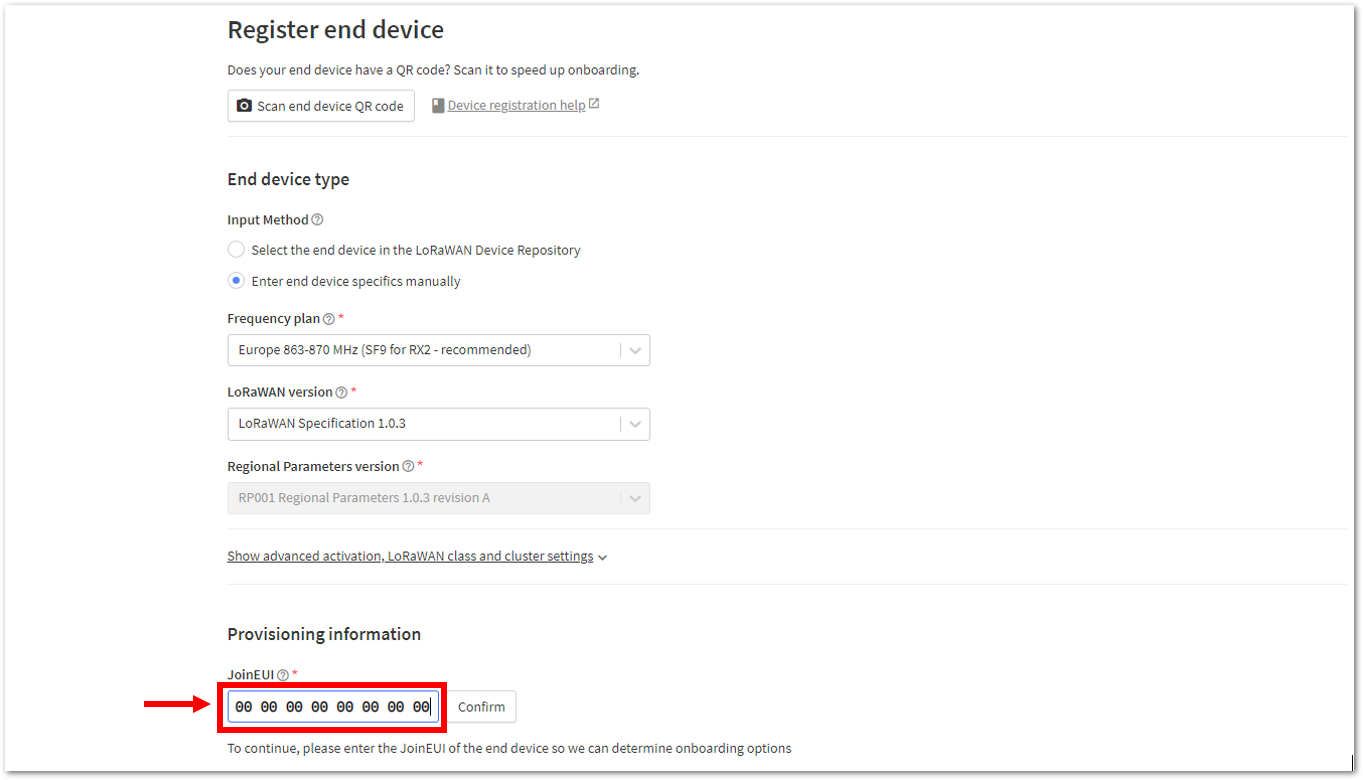 Register end device
Does your end device have a QR code? Scan it to speed up onboarding.
Scan end device QR code Device registration help
End device type
Input Method
Select the end device in the LoRaWAN Device Repository
Enter end device specifics manually
Frequency plan *
Europe 863-870 MHz (SF9 for RX2 - recommended)
LoRaWAN version *
LoRaWAN Specification 1.0.3
Regional Parameters version *
RP001 Regional Parameters 1.0.3 revision A
Show advanced activation, LoRaWAN class and cluster settings
Provisioning information
JoinEUI *
00 00 00 00 00 00 00 00 Confirm
To continue, please enter the JoinEUI of the end device so we can determine onboarding options